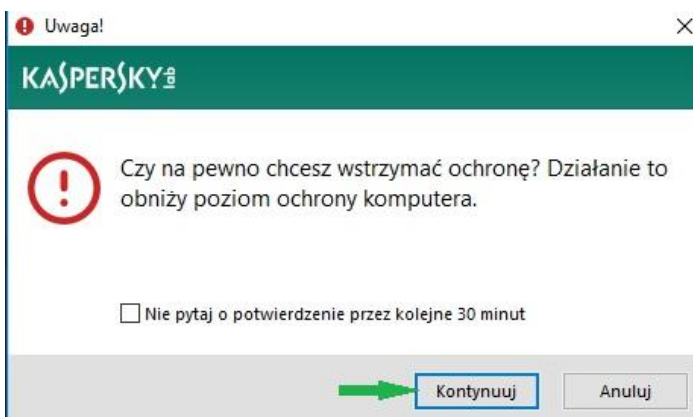 Uwaga!
KASPERSKY lab
Czy na pewno chcesz wstrzymać ochronę? Działanie to
obniży poziom ochrony komputera.
Nie pytaj o potwierdzenie przez kolejne 30 minut
Kontynuuj Anuluj